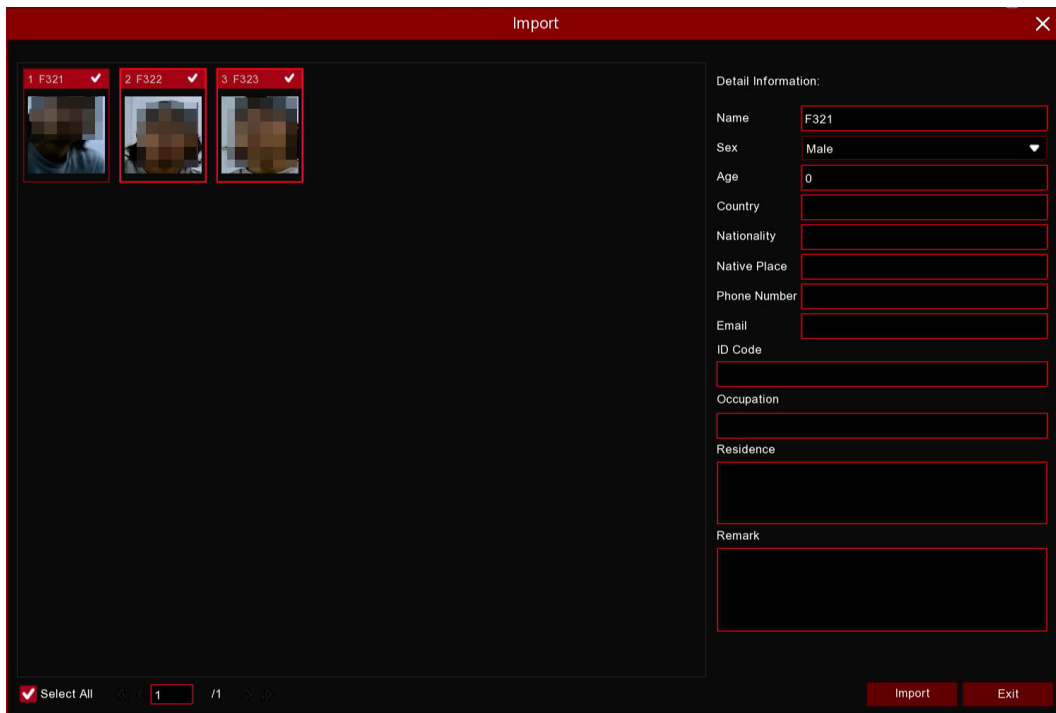 Import
1 F321
2 F322
3 F323
Detail Information:
Name
F321
Sex
Male
Age
0
Country
Nationality
Native Place
Phone Number
Email
ID Code
Occupation
Residence
Remark
Select All
1
/1
Import
Exit